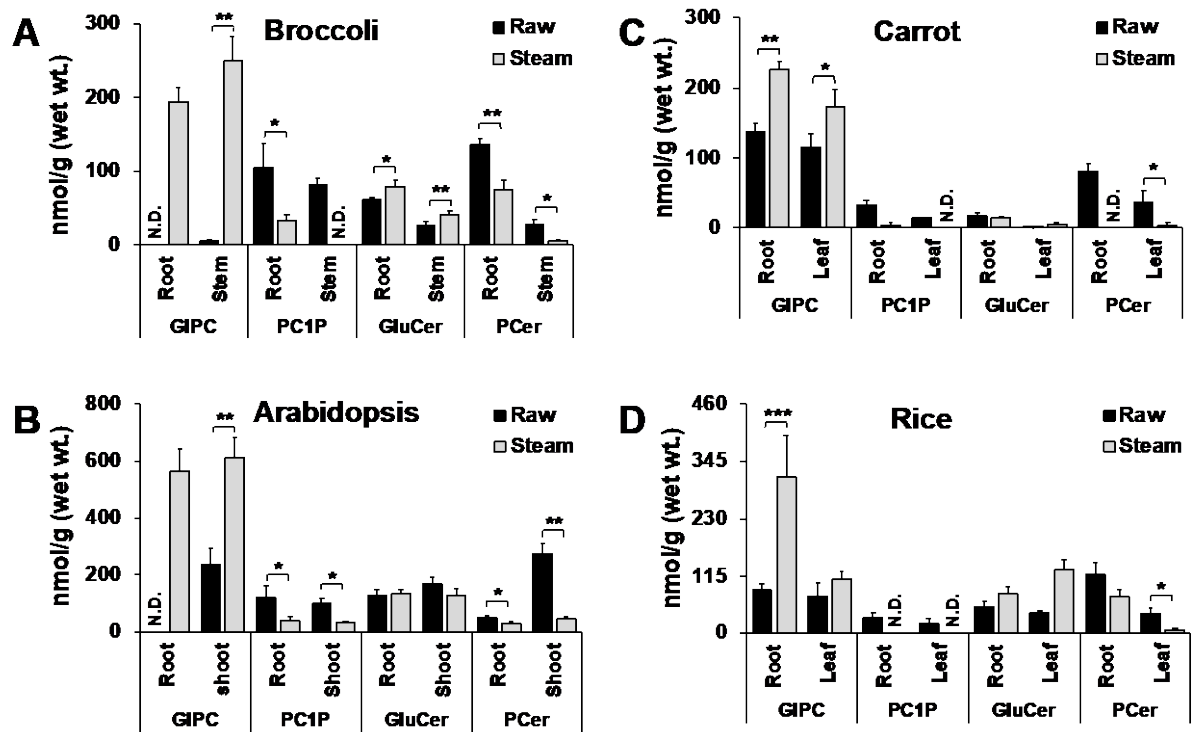 A
Broccoli
Raw
Steam
nmol/g (wet wt.)
300
200
100
0
**
*
*
**
**
*
N.D.
N.D.
Root
Stem
Root
Stem
Root
Stem
Root
Stem
GIPC
PC1P
GluCer
PCer
C
Carrot
Raw
Steam
nmol/g (wet wt.)
300
200
100
0
**
*
*
N.D.
N.D.
Root
Leaf
Root
Leaf
Root
Leaf
Root
Leaf
GIPC
PC1P
GluCer
PCer
B
Arabidopsis
Raw
Steam
nmol/g (wet wt.)
800
600
400
200
0
**
*
*
*
**
N.D.
Root
shoot
Root
Shoot
Root
Shoot
Root
Shoot
GIPC
PC1P
GluCer
PCer
D
Rice
Raw
Steam
nmol/g (wet wt.)
460
345
230
115
0
***
*
N.D.
N.D.
Root
Leaf
Root
Leaf
Root
Leaf
Root
Leaf
GIPC
PC1P
GluCer
PCer